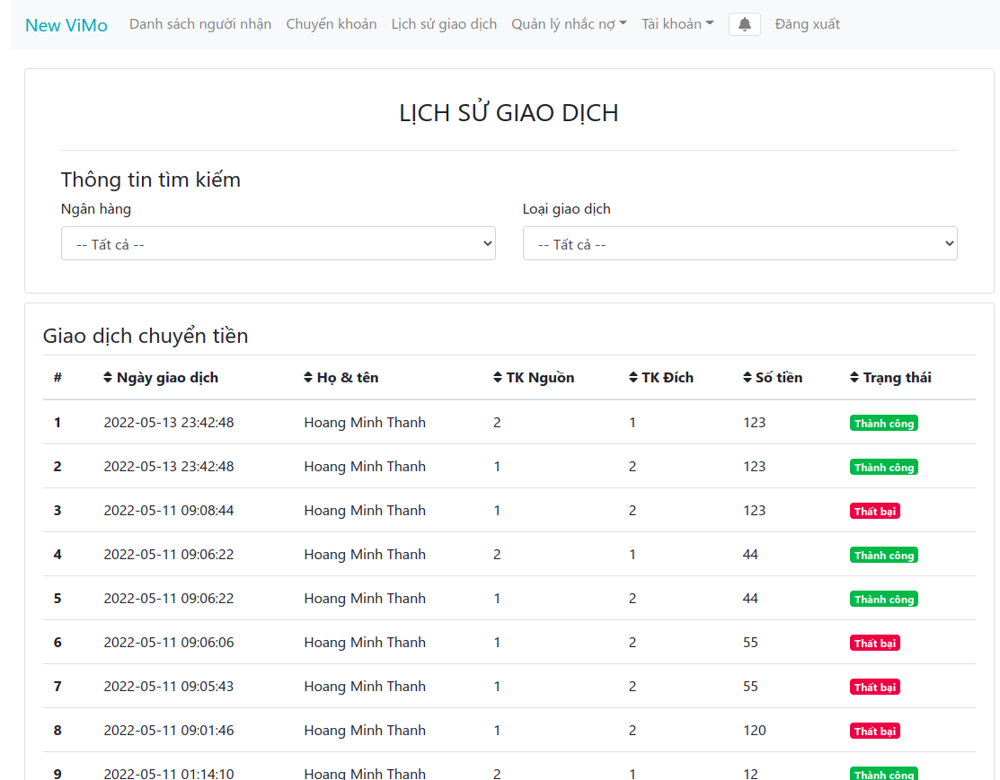 New ViMo Danh sách người nhận Chuyển khoản Lịch sử giao dịch Quản lý nhắc nợ Tài khoản Đăng xuất
LỊCH SỬ GIAO DỊCH
Thông tin tìm kiếm
Ngân hàng Loại giao dịch
-- Tất cả -- -- Tất cả --
Giao dịch chuyển tiền
# Ngày giao dịch Họ & tên TK Nguồn TK Đích Số tiền Trạng thái
1 2022-05-13 23:42:48 Hoang Minh Thanh 2 1 123 Thành công
2 2022-05-13 23:42:48 Hoang Minh Thanh 1 2 123 Thành công
3 2022-05-11 09:08:44 Hoang Minh Thanh 1 2 123 Thất bại
4 2022-05-11 09:06:22 Hoang Minh Thanh 2 1 44 Thành công
5 2022-05-11 09:06:22 Hoang Minh Thanh 1 2 44 Thành công
6 2022-05-11 09:06:06 Hoang Minh Thanh 1 2 55 Thất bại
7 2022-05-11 09:05:43 Hoang Minh Thanh 1 2 55 Thất bại
8 2022-05-11 09:01:46 Hoang Minh Thanh 1 2 120 Thất bại
9 2022-05-11 01:14:10 Hoang Minh Thanh 2 1 12 Thành công